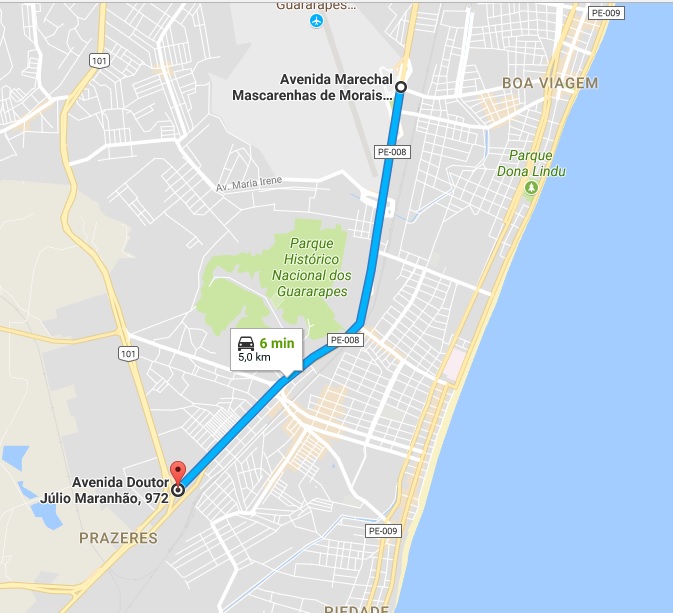 Guararapes...
PE-009
101
Avenida Marechal
Mascarenhas de Morais...
BOA VIAGEM
PE-008
Parque
Dona Lindu
Av. Maria Irene
Parque
Histórico
Nacional dos
Guararapes
6 min
5,0 km
PE-008
101
Avenida Doutor
Júlio Maranhão, 972
PE-009
PRAZERES
PIEDADE